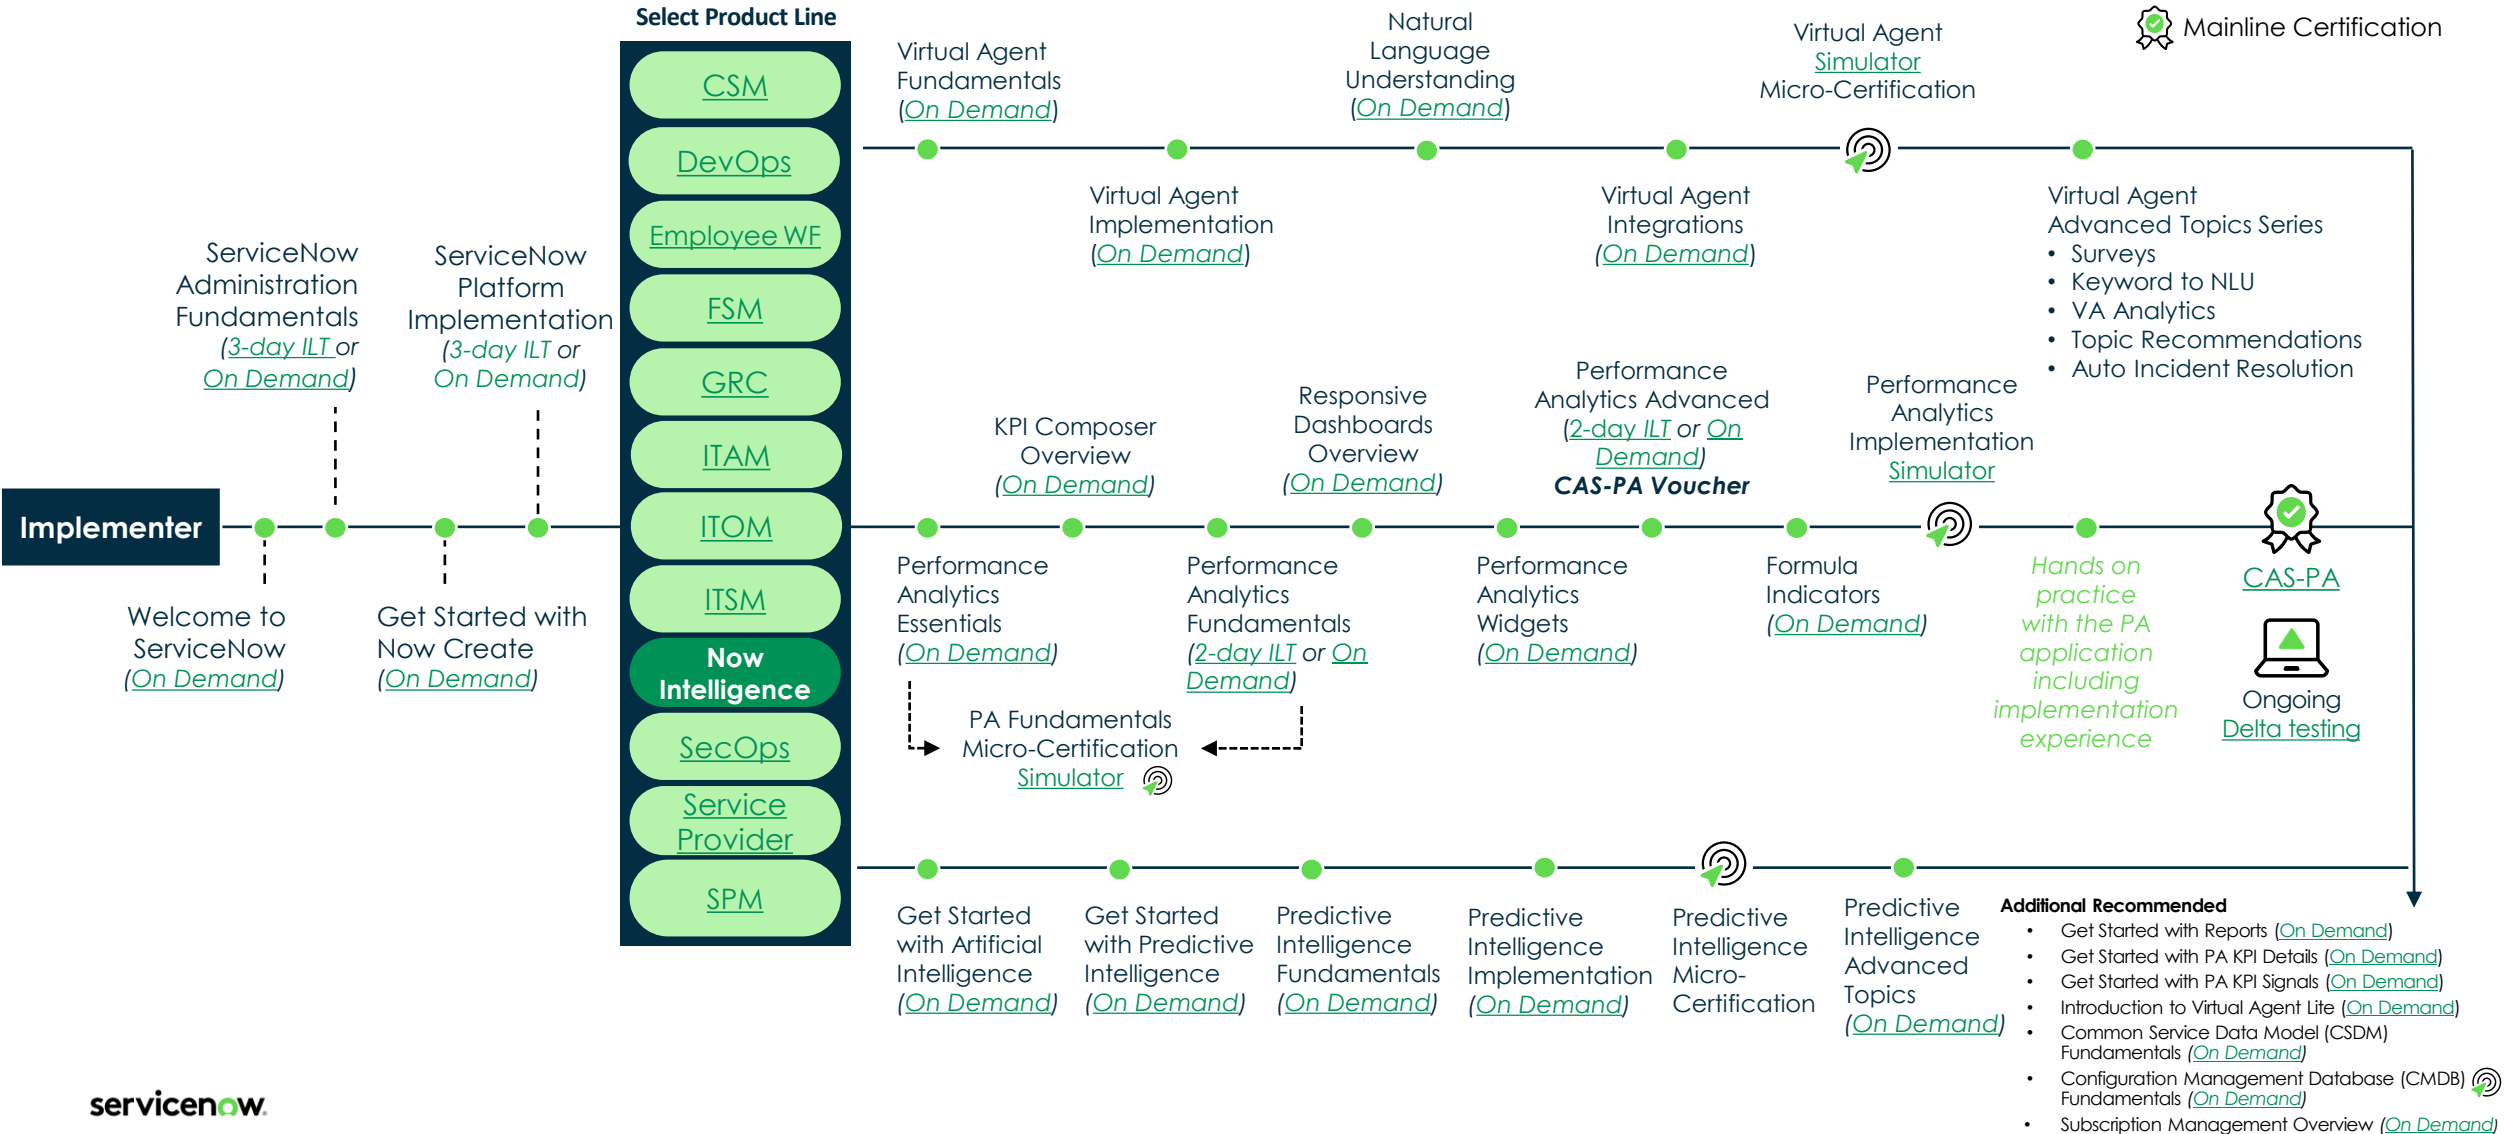 Select Product Line
Mainline Certification
CSM
DevOps
Employee WF
FSM
GRC
ITAM
ITOM
ITSM
Now
Intelligence
SecOps
Service
Provider
SPM
Implementer
ServiceNow
Administration
Fundamentals
(3-day ILT or
On Demand)
ServiceNow
Platform
Implementation
(3-day ILT or
On Demand)
Welcome to
ServiceNow
(On Demand)
Get Started with
Now Create
(On Demand)
Virtual Agent
Fundamentals
(On Demand)
Virtual Agent
Implementation
(On Demand)
Natural
Language
Understanding
(On Demand)
Virtual Agent
Integrations
(On Demand)
Virtual Agent
Simulator
Micro-Certification
Virtual Agent
Advanced Topics Series
• Surveys
• Keyword to NLU
• VA Analytics
• Topic Recommendations
• Auto Incident Resolution
Performance
Analytics
Essentials
(On Demand)
KPI Composer
Overview
(On Demand)
Performance
Analytics
Fundamentals
(2-day ILT or On
Demand)
PA Fundamentals
Micro-Certification
Simulator
Responsive
Dashboards
Overview
(On Demand)
Performance
Analytics
Widgets
(On Demand)
Performance
Analytics Advanced
(2-day ILT or On
Demand)
CAS-PA Voucher
Formula
Indicators
(On Demand)
Performance
Analytics
Implementation
Simulator
Hands on
practice
with the PA
application
including
implementation
experience
CAS-PA
Ongoing
Delta testing
Get Started
with Artificial
Intelligence
(On Demand)
Get Started
with Predictive
Intelligence
(On Demand)
Predictive
Intelligence
Fundamentals
(On Demand)
Predictive
Intelligence
Implementation
(On Demand)
Predictive
Intelligence
Micro-
Certification
Predictive
Intelligence
Advanced
Topics
(On Demand)
Additional Recommended
• Get Started with Reports (On Demand)
• Get Started with PA KPI Details (On Demand)
• Get Started with PA KPI Signals (On Demand)
• Introduction to Virtual Agent Lite (On Demand)
• Common Service Data Model (CSDM)
Fundamentals (On Demand)
• Configuration Management Database (CMDB)
Fundamentals (On Demand)
• Subscription Management Overview (On Demand)
servicenow.